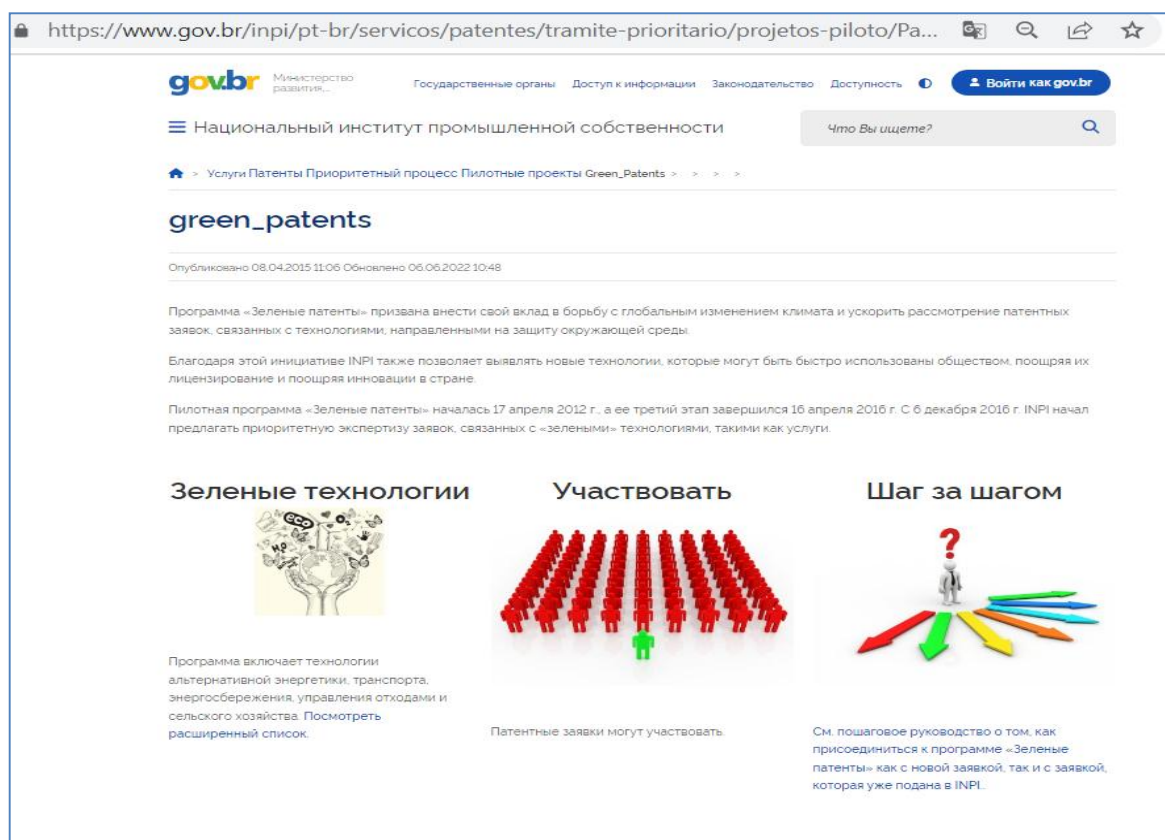 https://www.gov.br/inpi/pt-br/servicos/patentes/tramite-prioritario/projetos-piloto/Pa...
gov.br Министерство развития,... Государственные органы Доступ к информации Законодательство Доступность Войти как gov.br
Национальный институт промышленной собственности Что Вы ищете?
> Услуги Патенты Приоритетный процесс Пилотные проекты Green_Patents > > > >
green_patents
Опубликовано 08.04.2015 11:06 Обновлено 06.06.2022 10:48
Программа «Зеленые патенты» призвана внести свой вклад в борьбу с глобальным изменением климата и ускорить рассмотрение патентных
заявок, связанных с технологиями, направленными на защиту окружающей среды.
Благодаря этой инициативе INPI также позволяет выявлять новые технологии, которые могут быть быстро использованы обществом, поощряя их
лицензирование и поощряя инновации в стране.
Пилотная программа «Зеленые патенты» началась 17 апреля 2012 г., а ее третий этап завершился 16 апреля 2016 г. С 6 декабря 2016 г. INPI начал
предлагать приоритетную экспертизу заявок, связанных с «зелеными» технологиями, такими как услуги.
Зеленые технологии
eco
O₂
H₂O
Программа включает технологии
альтернативной энергетики, транспорта,
энергосбережения, управления отходами и
сельского хозяйства. Посмотреть
расширенный список.
Участвовать
Патентные заявки могут участвовать.
Шаг за шагом
?
См. пошаговое руководство о том, как
присоединиться к программе «Зеленые
патенты» как с новой заявкой, так и с заявкой,
которая уже подана в INPI..